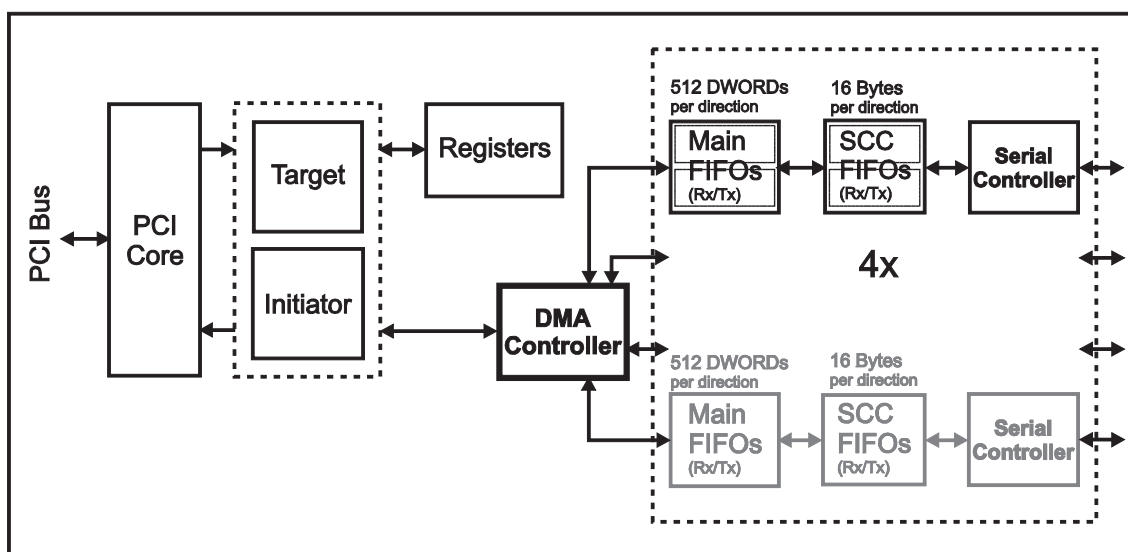 PCI Bus
PCI
Core
Target
Initiator
Registers
DMA
Controller
512 DWORDs
per direction
Main
FIFOs
(Rx/Tx)
16 Bytes
per direction
SCC
FIFOs
(Rx/Tx)
Serial
Controller
4x
512 DWORDs
per direction
Main
FIFOs
(Rx/Tx)
16 Bytes
per direction
SCC
FIFOs
(Rx/Tx)
Serial
Controller